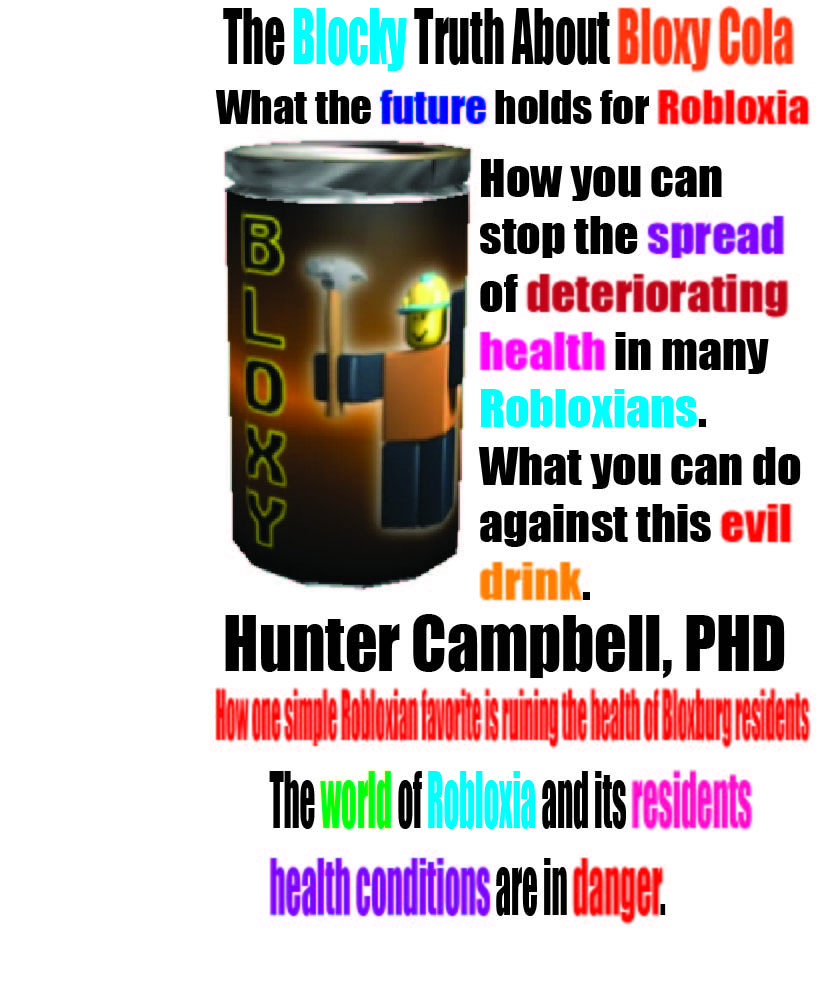 The Blocky Truth About Bloxy Cola
What the future holds for Robloxia
BLOXY
How you can
stop the spread
of deteriorating
health in many
Robloxians.
What you can do
against this evil
drink.
Hunter Campbell, PHD
How one simple Robloxian favorite is ruining the health of Bloxburg residents
The world of Robloxia and its residents
health conditions are in danger.